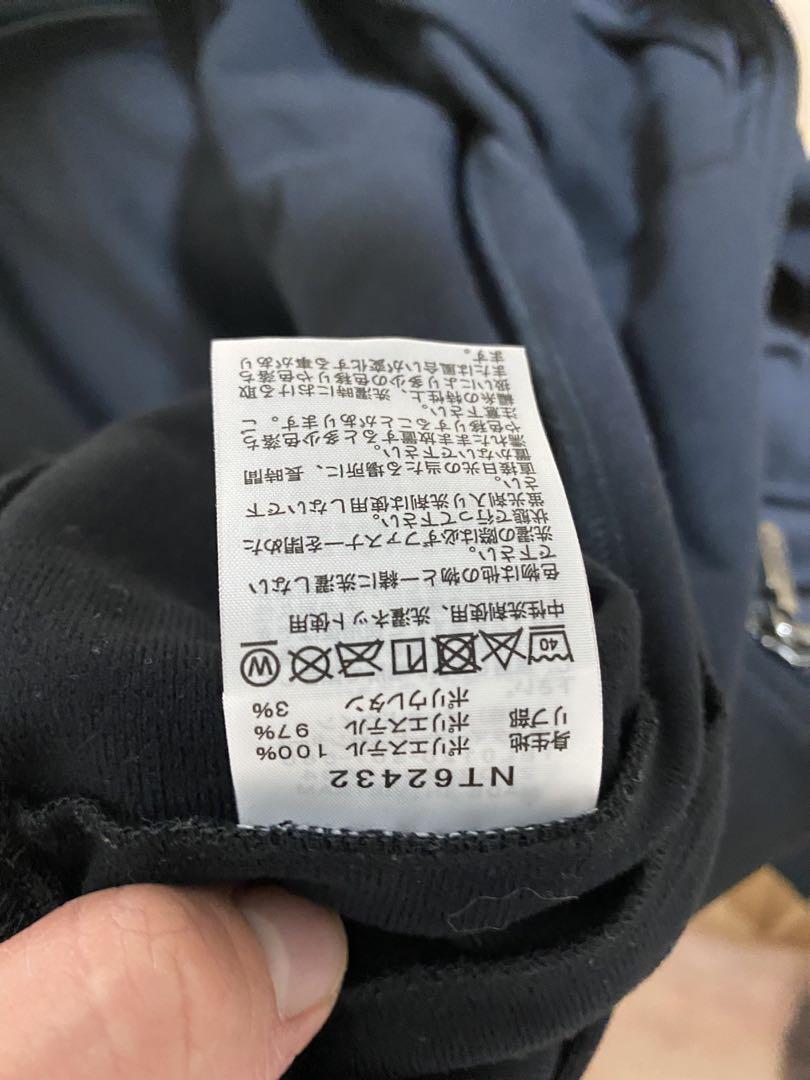 NT62432
身生地 ポリエステル 100%
リブ部 ポリエステル 97%
ポリウレタン 3%
40 W
中性洗剤使用、洗濯ネット使用
色物は他の物と一緒に洗濯しない
で下さい。
洗濯の際は必ずファスナーを閉めた
状態で行って下さい。
蛍光剤入り洗剤は使用しないで下
さい。
直接日光の当たる場所に、長時間
置かないで下さい。
濡れたまま放置すると多少色落ち
や色移りすることがあります。ご
注意下さい。
編糸の特性上、洗濯時における取
扱いにより多少の色移りや色落ち
または風合いが変化する事があり
ます。